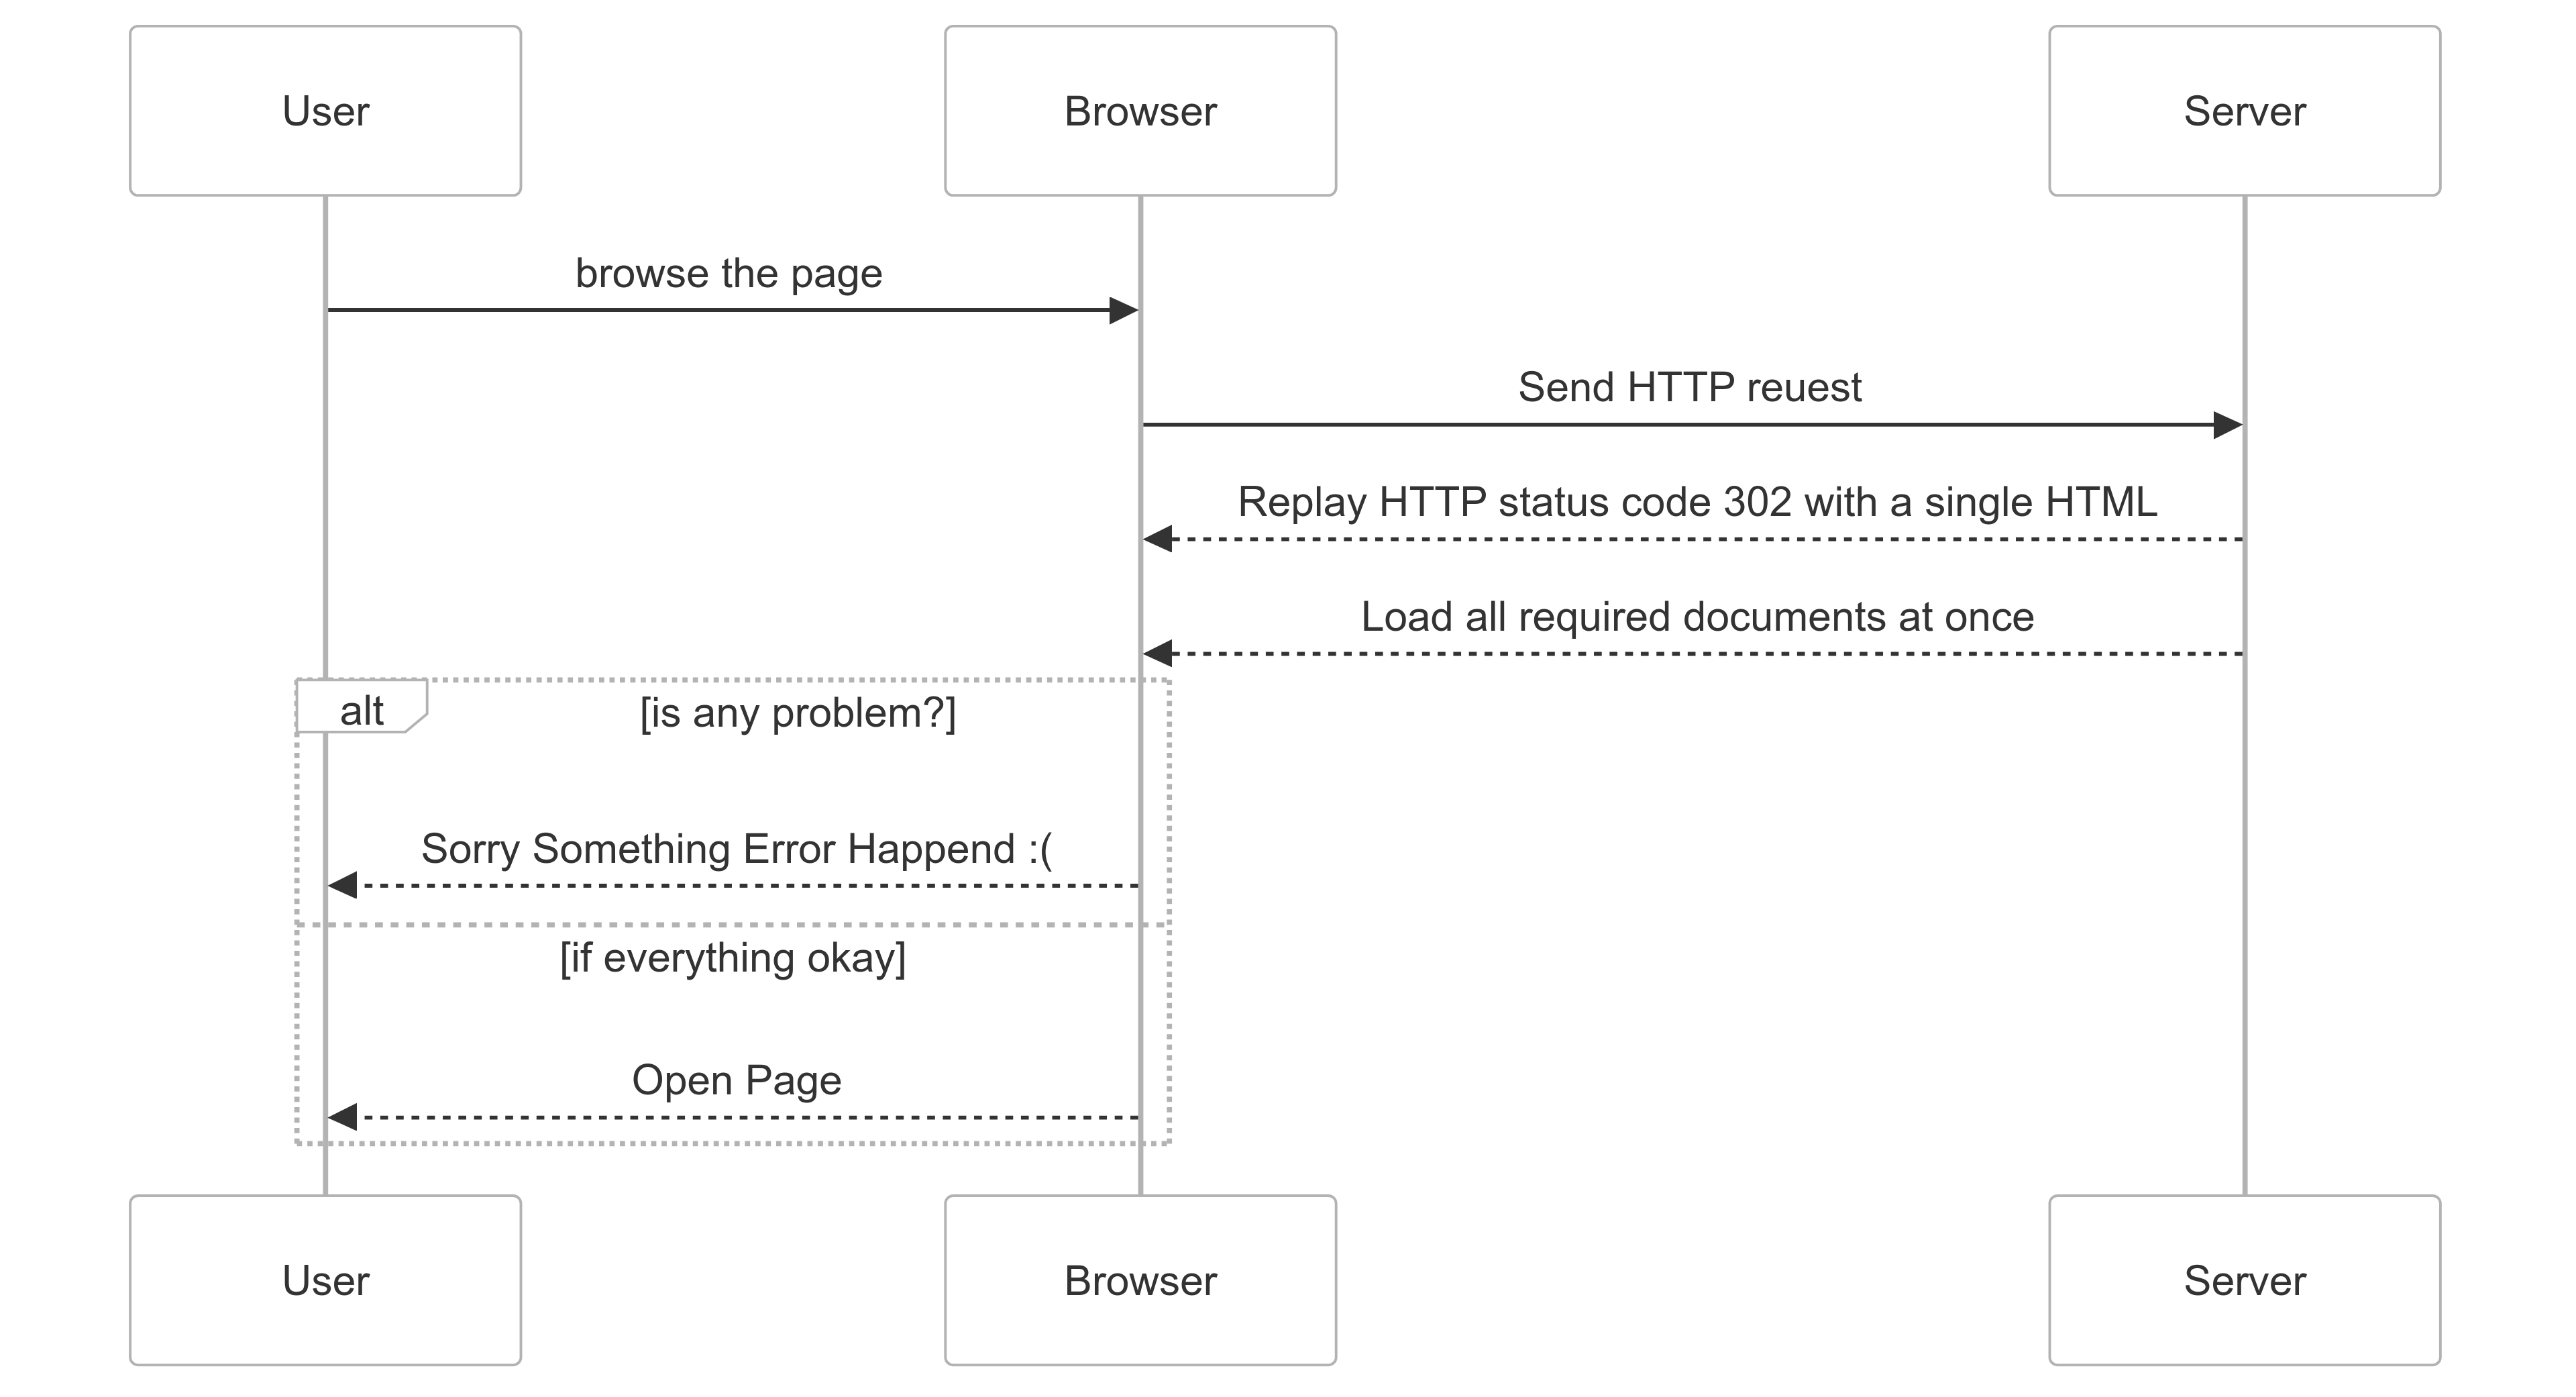 User
Browser
Server
browse the page
Send HTTP reuest
Replay HTTP status code 302 with a single HTML
Load all required documents at once
alt
[is any problem?]
Sorry Something Error Happend :(
[if everything okay]
Open Page
User
Browser
Server